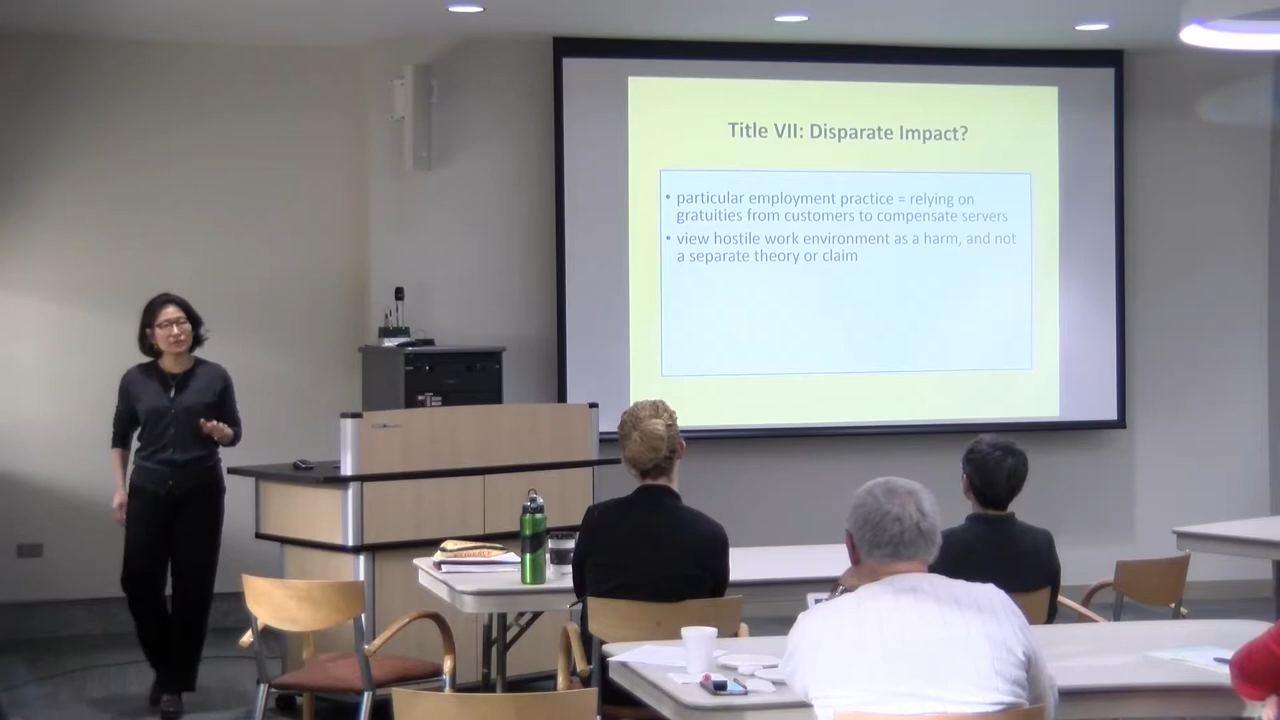 Title VII: Disparate Impact?
• particular employment practice = relying on
gratuities from customers to compensate servers
• view hostile work environment as a harm, and not
a separate theory or claim